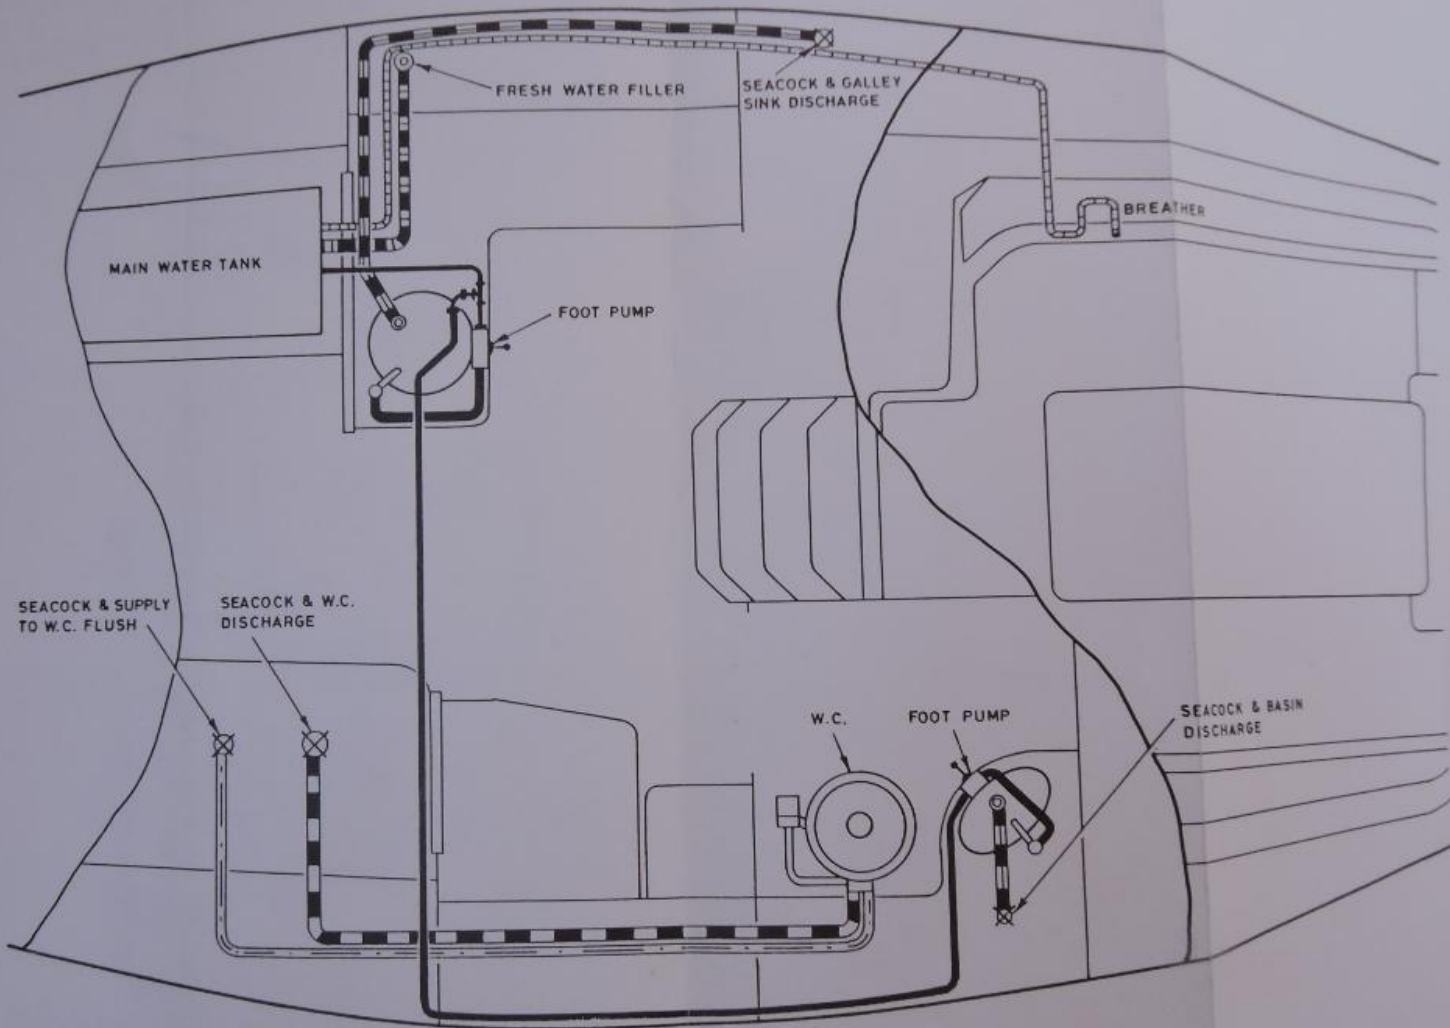 FRESH WATER FILLER
SEACOCK & GALLEY
SINK DISCHARGE
BREATHER
MAIN WATER TANK
FOOT PUMP
SEACOCK & SUPPLY
TO W.C. FLUSH
SEACOCK & W.C.
DISCHARGE
W.C.
FOOT PUMP
SEACOCK & BASIN
DISCHARGE